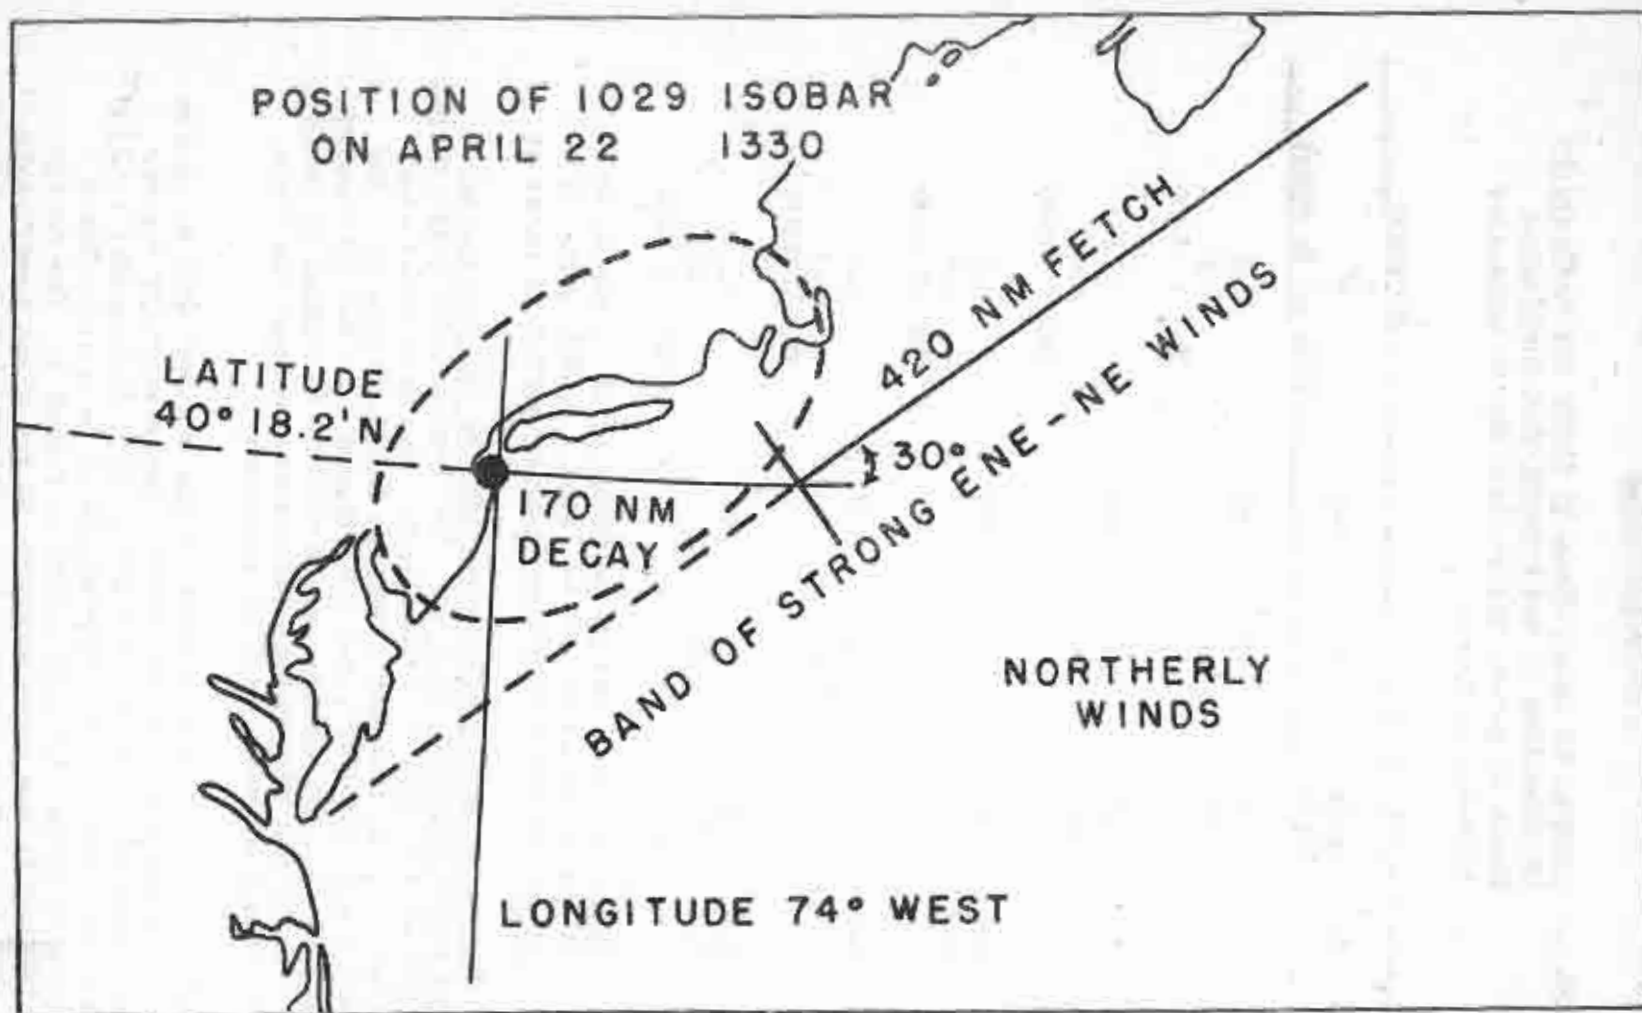 POSITION OF 1029 ISOBAR
ON APRIL 22 1330
420 NM FETCH
LATITUDE
40° 18.2'N
30°
BAND OF STRONG ENE-NE WINDS
170 NM
DECAY
NORTHERLY
WINDS
LONGITUDE 74° WEST